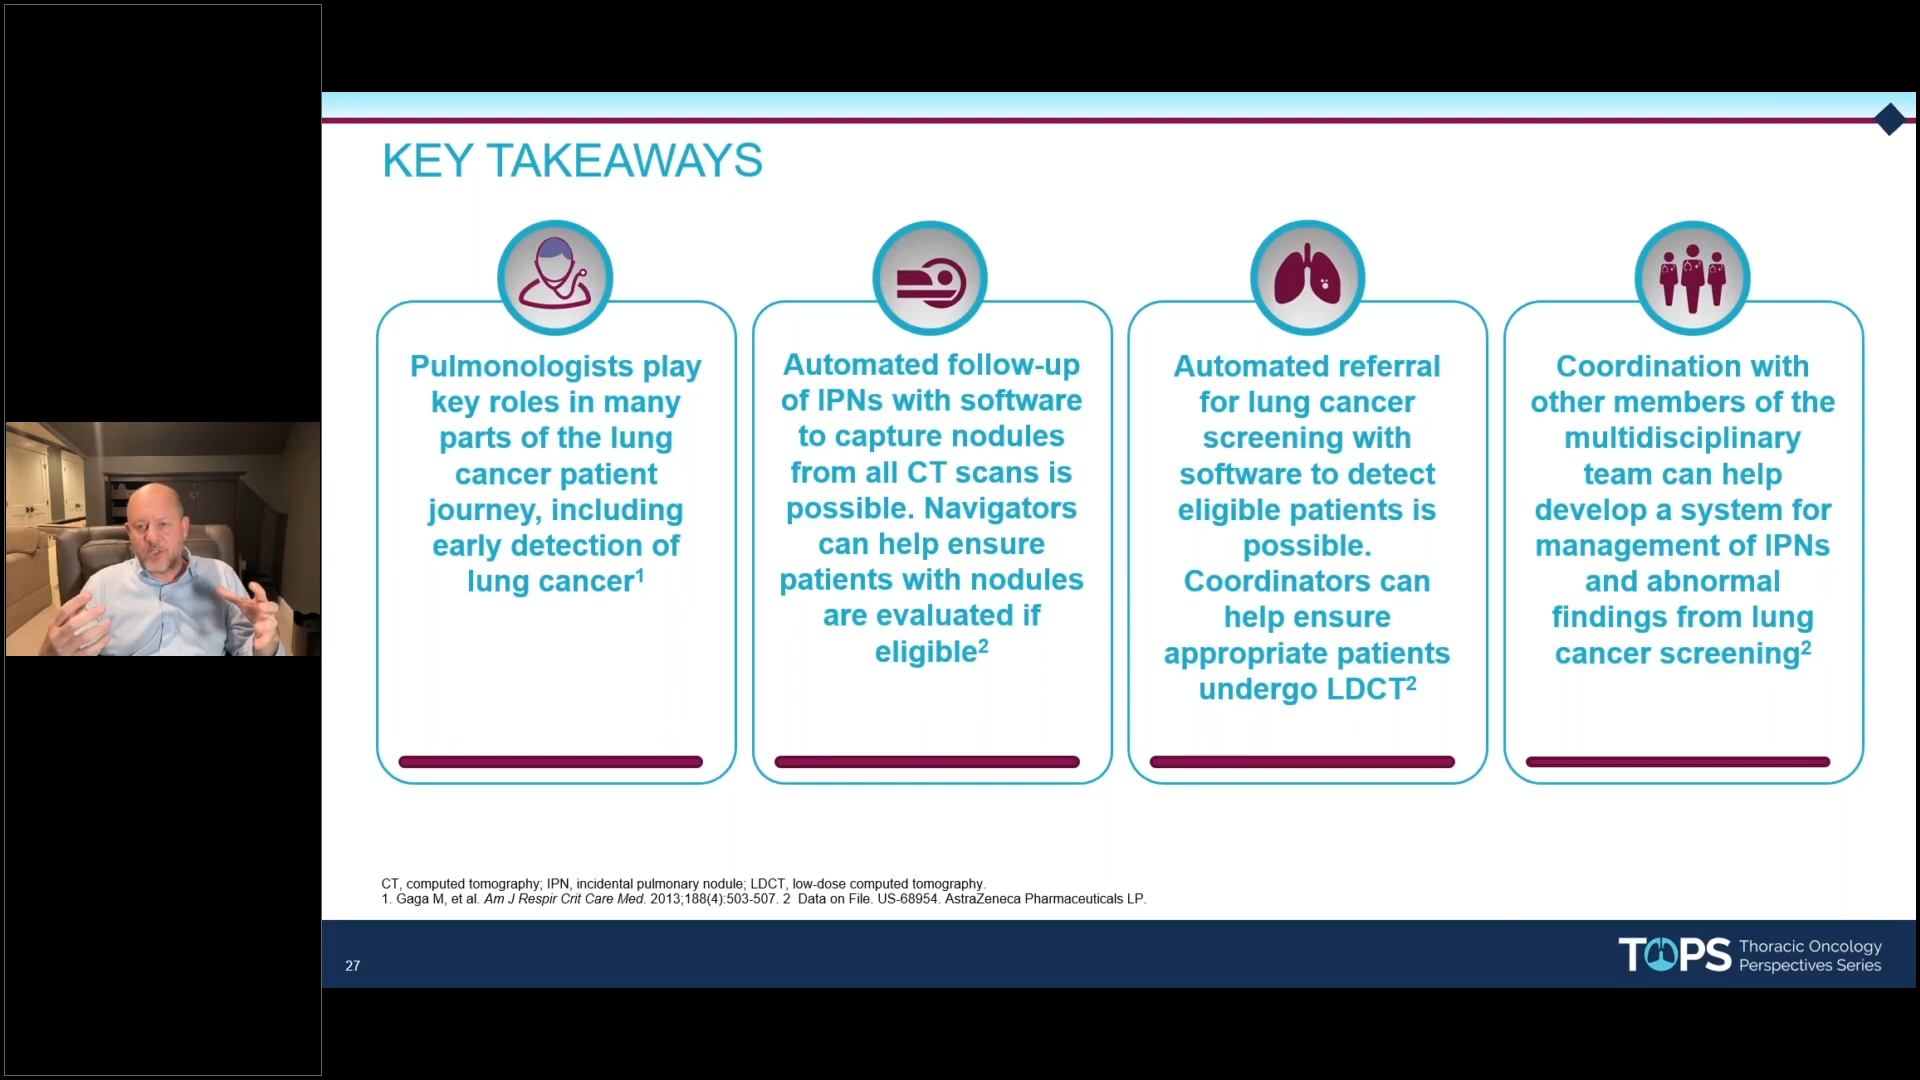 KEY TAKEAWAYS
Pulmonologists play
key roles in many
parts of the lung
cancer patient
journey, including
early detection of
lung cancer1
Automated follow-up
of IPNs with software
to capture nodules
from all CT scans is
possible. Navigators
can help ensure
patients with nodules
are evaluated if
eligible2
Automated referral
for lung cancer
screening with
software to detect
eligible patients is
possible.
Coordinators can
help ensure
appropriate patients
undergo LDCT2
Coordination with
other members of the
multidisciplinary
team can help
develop a system for
management of IPNs
and abnormal
findings from lung
cancer screening2
CT, computed tomography; IPN, incidental pulmonary nodule; LDCT, low-dose computed tomography.
1. Gaga M, et al. Am J Respir Crit Care Med. 2013;188(4):503-507. 2 Data on File. US-68954. AstraZeneca Pharmaceuticals LP.
27
TOPS
Thoracic Oncology
Perspectives Series